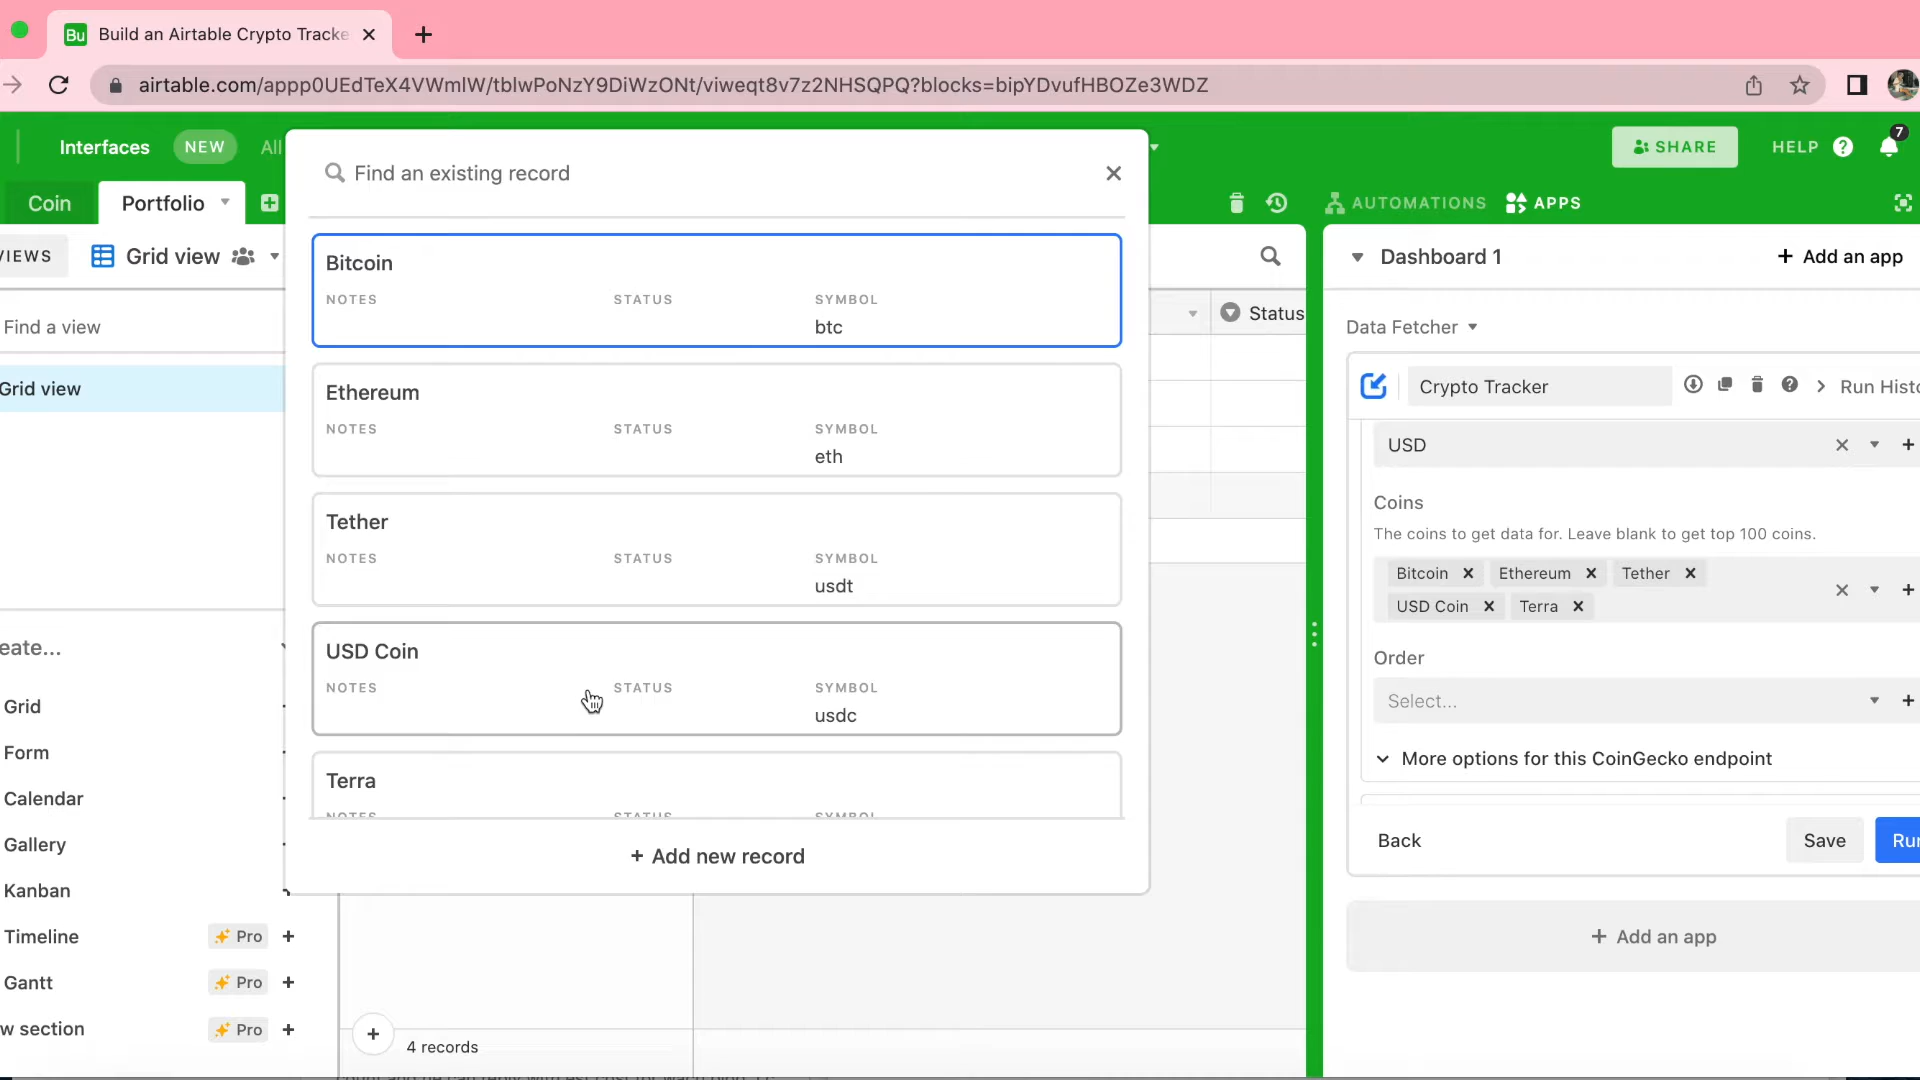 Bu Build an Airtable Crypto Tracke
airtable.com/appp0UEdTeX4VWmlW/tblwPoNzY9DiWzONt/viweqt8v7z2NHSQPQ?blocks=bipYDvufHBOZe3WDZ
Interfaces NEW All
SHARE HELP 7
Coin Portfolio
AUTOMATIONS APPS
VIEWS Grid view
Find a view
Grid view
eate...
Grid
Form
Calendar
Gallery
Kanban
Timeline Pro
Gantt Pro
w section Pro
Find an existing record
Bitcoin
NOTES STATUS SYMBOL
btc
Ethereum
NOTES STATUS SYMBOL
eth
Tether
NOTES STATUS SYMBOL
usdt
USD Coin
NOTES STATUS SYMBOL
usdc
Terra
NOTES STATUS SYMBOL
+ Add new record
4 records
Status
Dashboard 1
+ Add an app
Data Fetcher
Crypto Tracker Run Histo
USD
Coins
The coins to get data for. Leave blank to get top 100 coins.
Bitcoin Ethereum Tether
USD Coin Terra
Order
Select...
More options for this CoinGecko endpoint
Back Save Run
+ Add an app